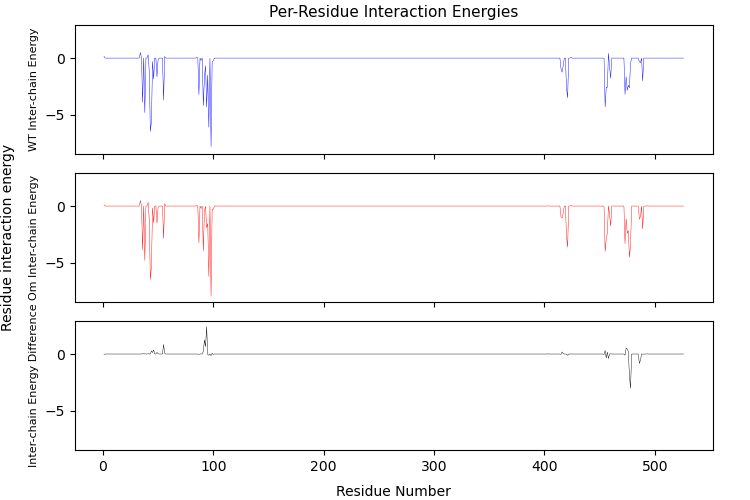 Per-Residue Interaction Energies
Residue interaction energy
WT Inter-chain Energy
0
−5
Om Inter-chain Energy
0
−5
Inter-chain Energy Difference
0
−5
0 100 200 300 400 500
Residue Number